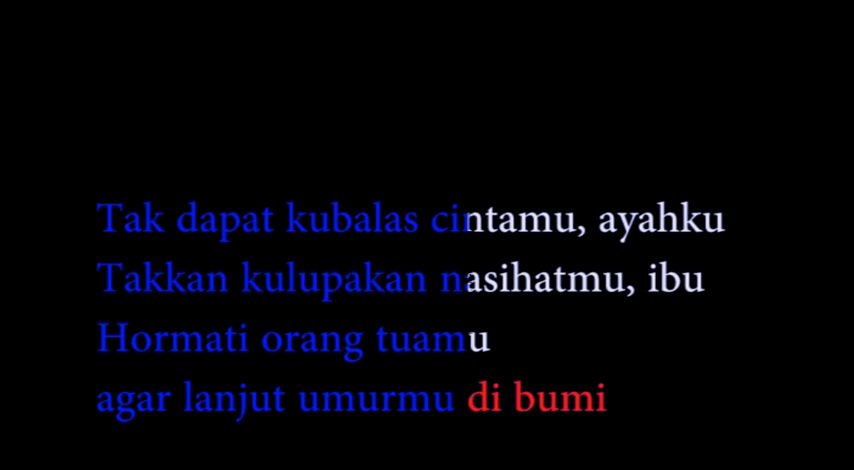 Tak dapat kubalas cintamu, ayahku
Takkan kulupakan nasihatmu, ibu
Hormati orang tuamu
agar lanjut umurmu di bumi